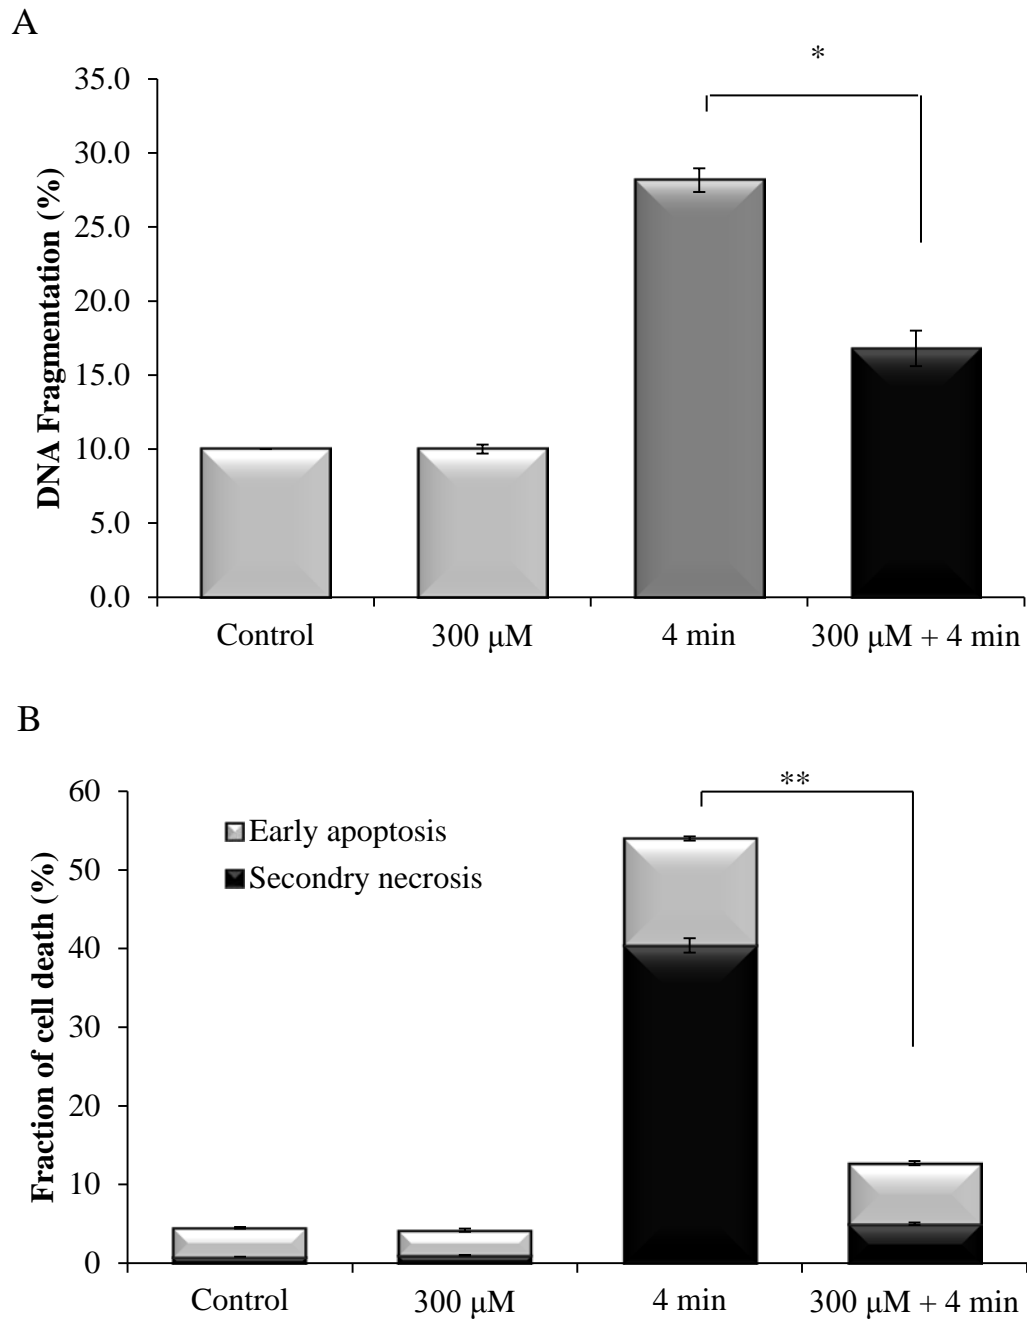 A
*
35.0
30.0
25.0
20.0
15.0
10.0
5.0
0.0
DNA Fragmentation (%)
Control
300 μM
4 min
300 μM + 4 min
B
**
60
50
40
30
20
10
0
Fraction of cell death (%)
Early apoptosis
Secondry necrosis
Control
300 μM
4 min
300 μM + 4 min